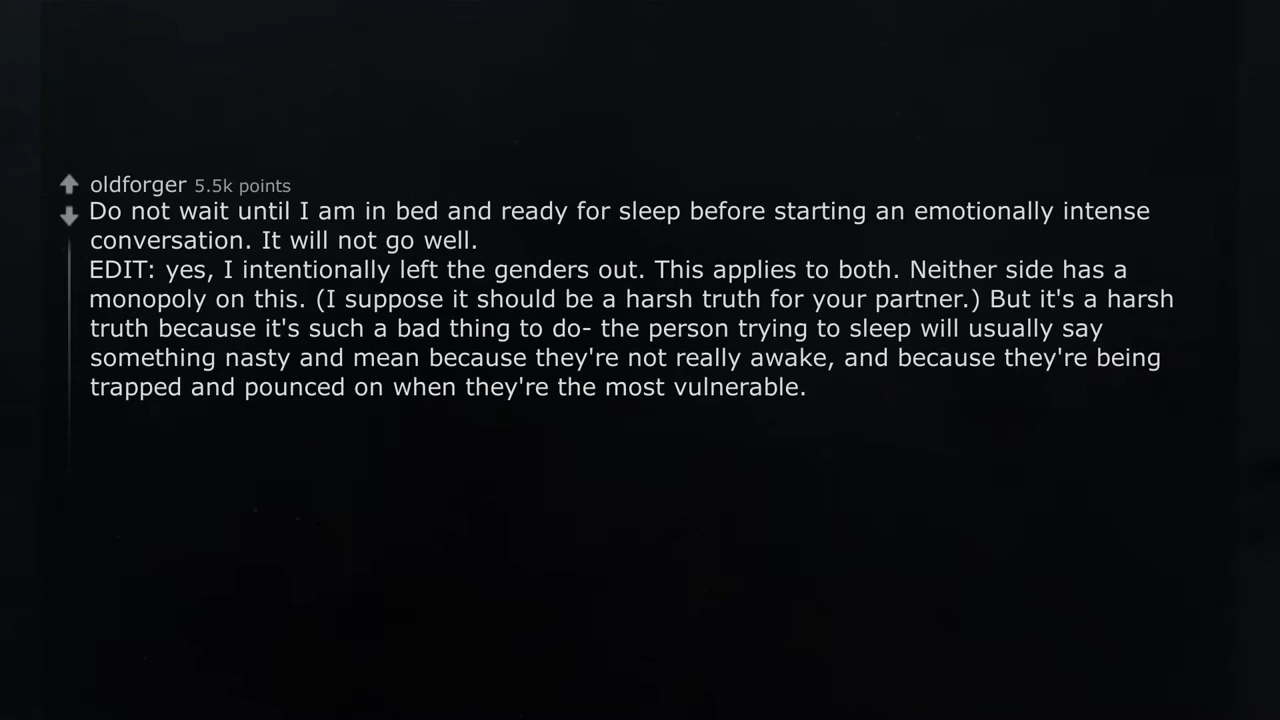 oldforger 5.5k points
Do not wait until I am in bed and ready for sleep before starting an emotionally intense
conversation. It will not go well.
EDIT: yes, I intentionally left the genders out. This applies to both. Neither side has a
monopoly on this. (I suppose it should be a harsh truth for your partner.) But it's a harsh
truth because it's such a bad thing to do- the person trying to sleep will usually say
something nasty and mean because they're not really awake, and because they're being
trapped and pounced on when they're the most vulnerable.